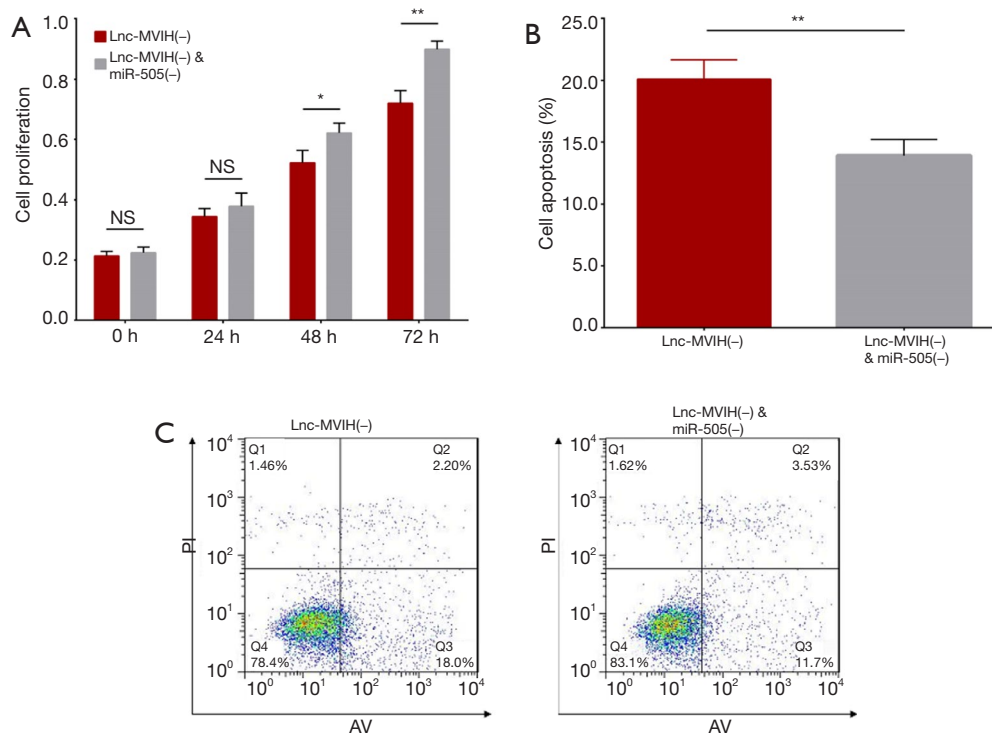 A
Cell proliferation
1.0
0.8
0.6
0.4
0.2
0.0
Lnc-MVIH(–)
Lnc-MVIH(–) &
miR-505(–)
NS
NS
*
**
0 h
24 h
48 h
72 h
B
Cell apoptosis (%)
25.0
20.0
15.0
10.0
5.0
0.0
**
Lnc-MVIH(–)
Lnc-MVIH(–)
& miR-505(–)
C
Lnc-MVIH(–)
PI
10⁴
10³
10²
10¹
10⁰
Q1
1.46%
Q2
2.20%
Q4
78.4%
Q3
18.0%
10⁰ 10¹ 10² 10³ 10⁴
AV
Lnc-MVIH(–) &
miR-505(–)
PI
10⁴
10³
10²
10¹
10⁰
Q1
1.62%
Q2
3.53%
Q4
83.1%
Q3
11.7%
10⁰ 10¹ 10² 10³ 10⁴
AV